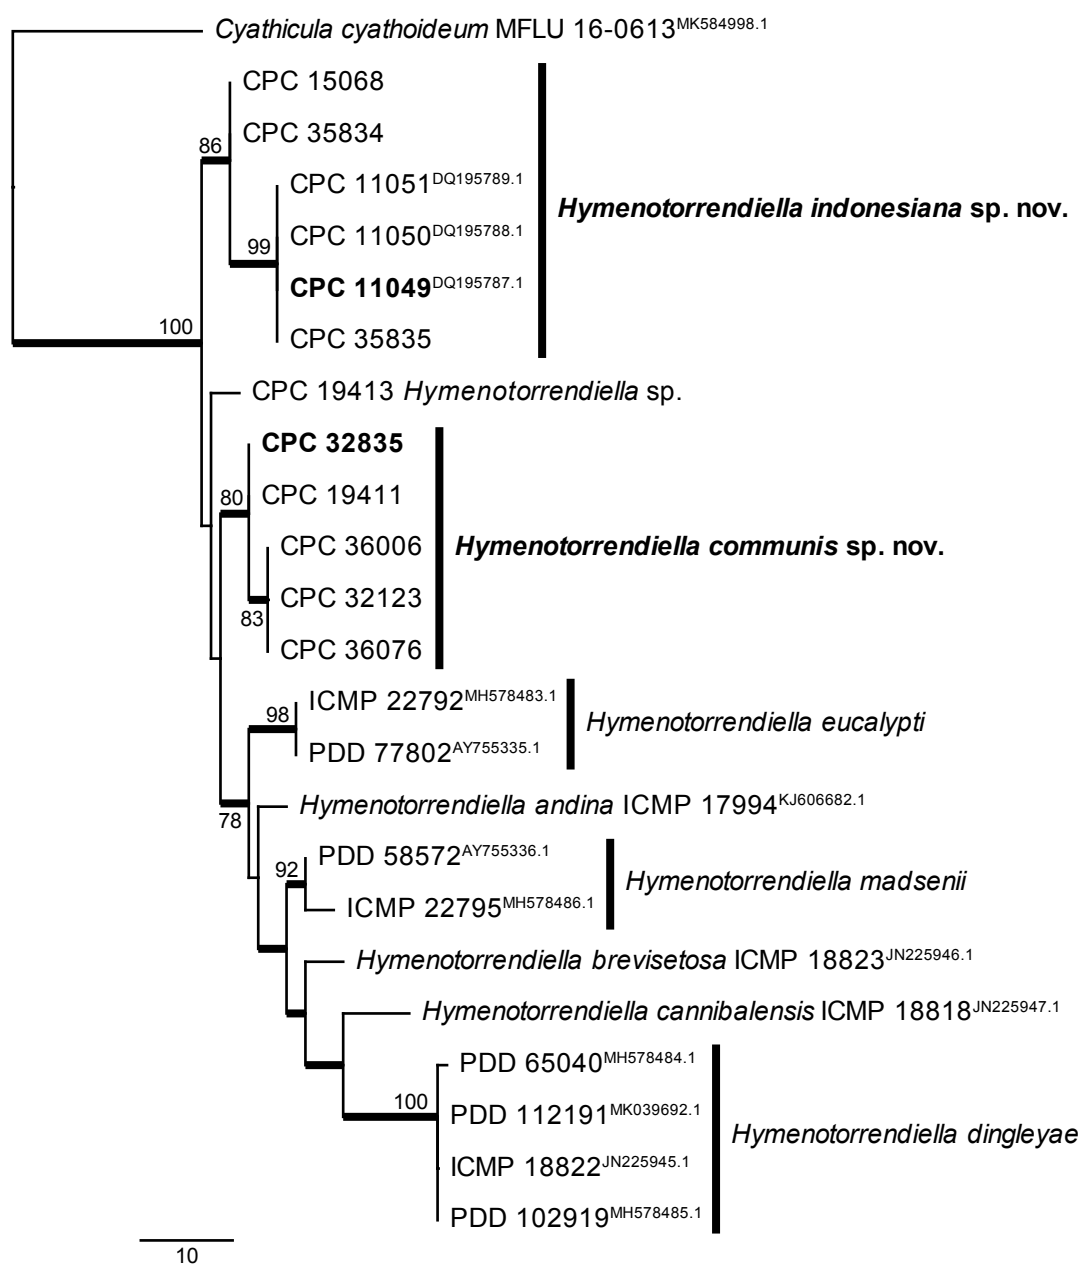 Cyathicula cyathoideum MFLU 16-0613MK584998.1
CPC 15068
CPC 35834
86
CPC 11051DQ195789.1
Hymenotorrendiella indonesiana sp. nov.
CPC 11050DQ195788.1
99
CPC 11049DQ195787.1
CPC 35835
100
CPC 19413 Hymenotorrendiella sp.
CPC 32835
80
CPC 19411
CPC 36006
Hymenotorrendiella communis sp. nov.
CPC 32123
83
CPC 36076
ICMP 22792MH578483.1
98
Hymenotorrendiella eucalypti
PDD 77802AY755335.1
Hymenotorrendiella andina ICMP 17994KJ606682.1
78
PDD 58572AY755336.1
92
Hymenotorrendiella madsenii
ICMP 22795MH578486.1
Hymenotorrendiella brevisetosa ICMP 18823JN225946.1
Hymenotorrendiella cannibalensis ICMP 18818JN225947.1
PDD 65040MH578484.1
100
PDD 112191MK039692.1
Hymenotorrendiella dingleyae
ICMP 18822JN225945.1
PDD 102919MH578485.1
10